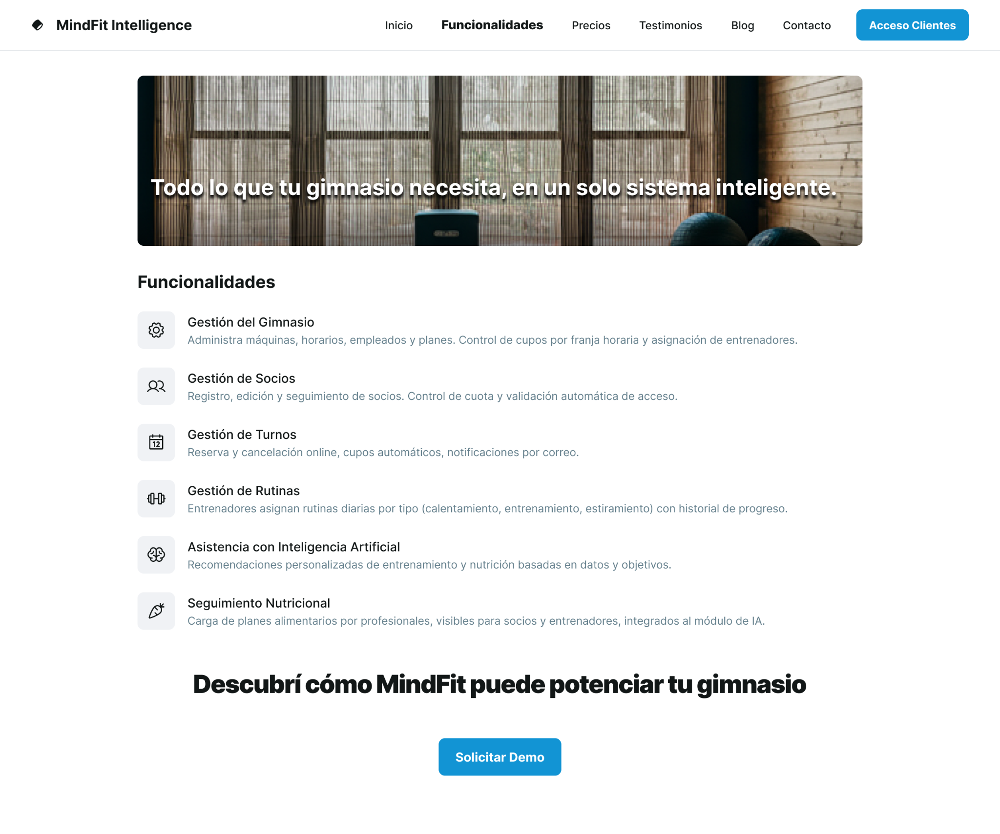 MindFit Intelligence
Inicio
Funcionalidades
Precios
Testimonios
Blog
Contacto
Acceso Clientes
Todo lo que tu gimnasio necesita, en un solo sistema inteligente.
Funcionalidades
Gestión del Gimnasio
Administra máquinas, horarios, empleados y planes. Control de cupos por franja horaria y asignación de entrenadores.
Gestión de Socios
Registro, edición y seguimiento de socios. Control de cuota y validación automática de acceso.
12
Gestión de Turnos
Reserva y cancelación online, cupos automáticos, notificaciones por correo.
Gestión de Rutinas
Entrenadores asignan rutinas diarias por tipo (calentamiento, entrenamiento, estiramiento) con historial de progreso.
Asistencia con Inteligencia Artificial
Recomendaciones personalizadas de entrenamiento y nutrición basadas en datos y objetivos.
Seguimiento Nutricional
Carga de planes alimentarios por profesionales, visibles para socios y entrenadores, integrados al módulo de IA.
Descubrí cómo MindFit puede potenciar tu gimnasio
Solicitar Demo